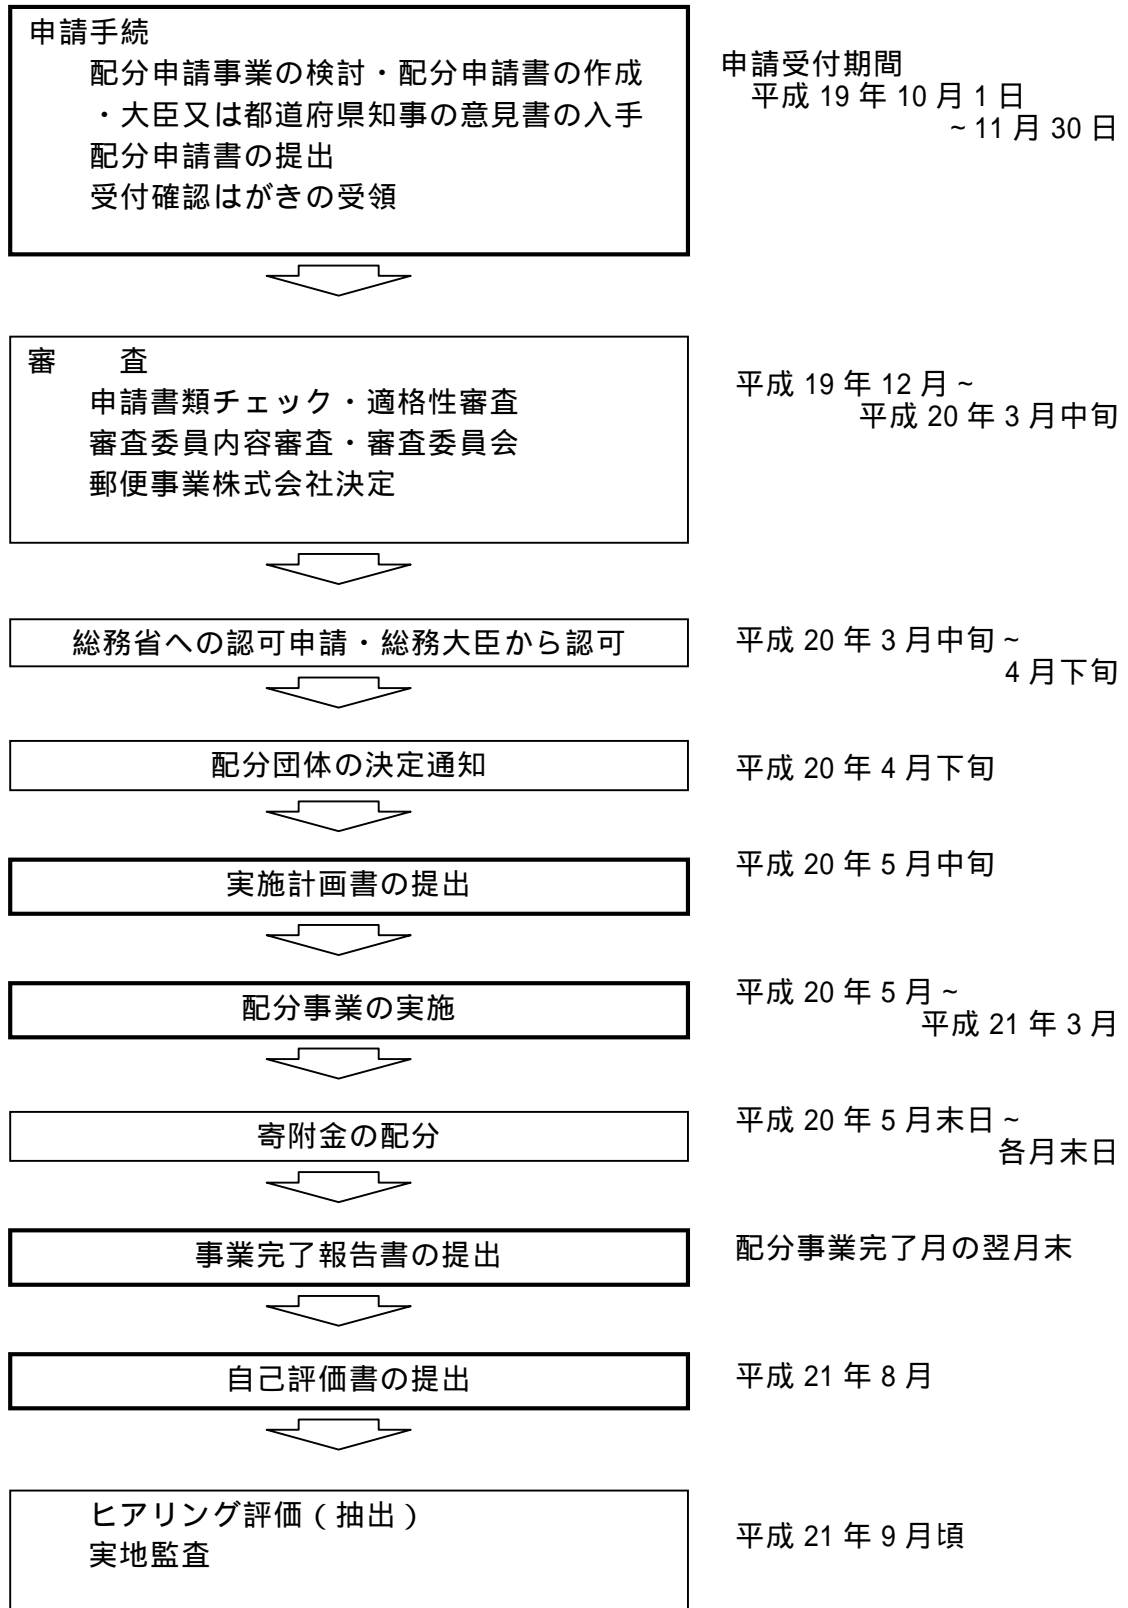 申請手続
配分申請事業の検討・配分申請書の作成
・大臣又は都道府県知事の意見書の入手
配分申請書の提出
受付確認はがきの受領
申請受付期間
平成 19 年 10 月 1 日
~ 11 月 30 日
審　　査
申請書類チェック・適格性審査
審査委員内容審査・審査委員会
郵便事業株式会社決定
平成 19 年 12 月 ~
平成 20 年 3 月中旬
総務省への認可申請・総務大臣から認可
平成 20 年 3 月中旬 ~
4 月下旬
配分団体の決定通知
平成 20 年 4 月下旬
実施計画書の提出
平成 20 年 5 月中旬
配分事業の実施
平成 20 年 5 月 ~
平成 21 年 3 月
寄附金の配分
平成 20 年 5 月末日 ~
各月末日
事業完了報告書の提出
配分事業完了月の翌月末
自己評価書の提出
平成 21 年 8 月
ヒアリング評価（抽出）
実地監査
平成 21 年 9 月頃